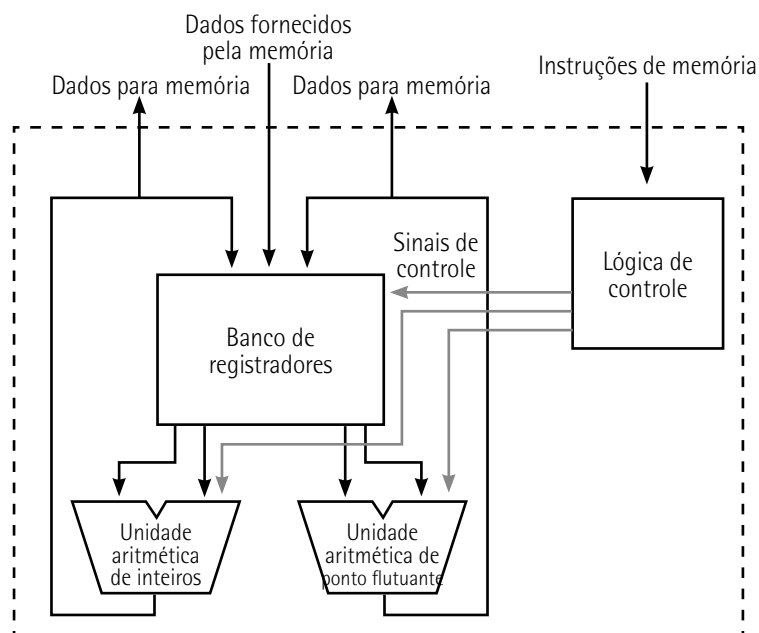 Dados fornecidos
pela memória
Dados para memória
Dados para memória
Instruções de memória
Sinais de
controle
Lógica de
controle
Banco de
registradores
Unidade
aritmética
de inteiros
Unidade
aritmética de
ponto flutuante